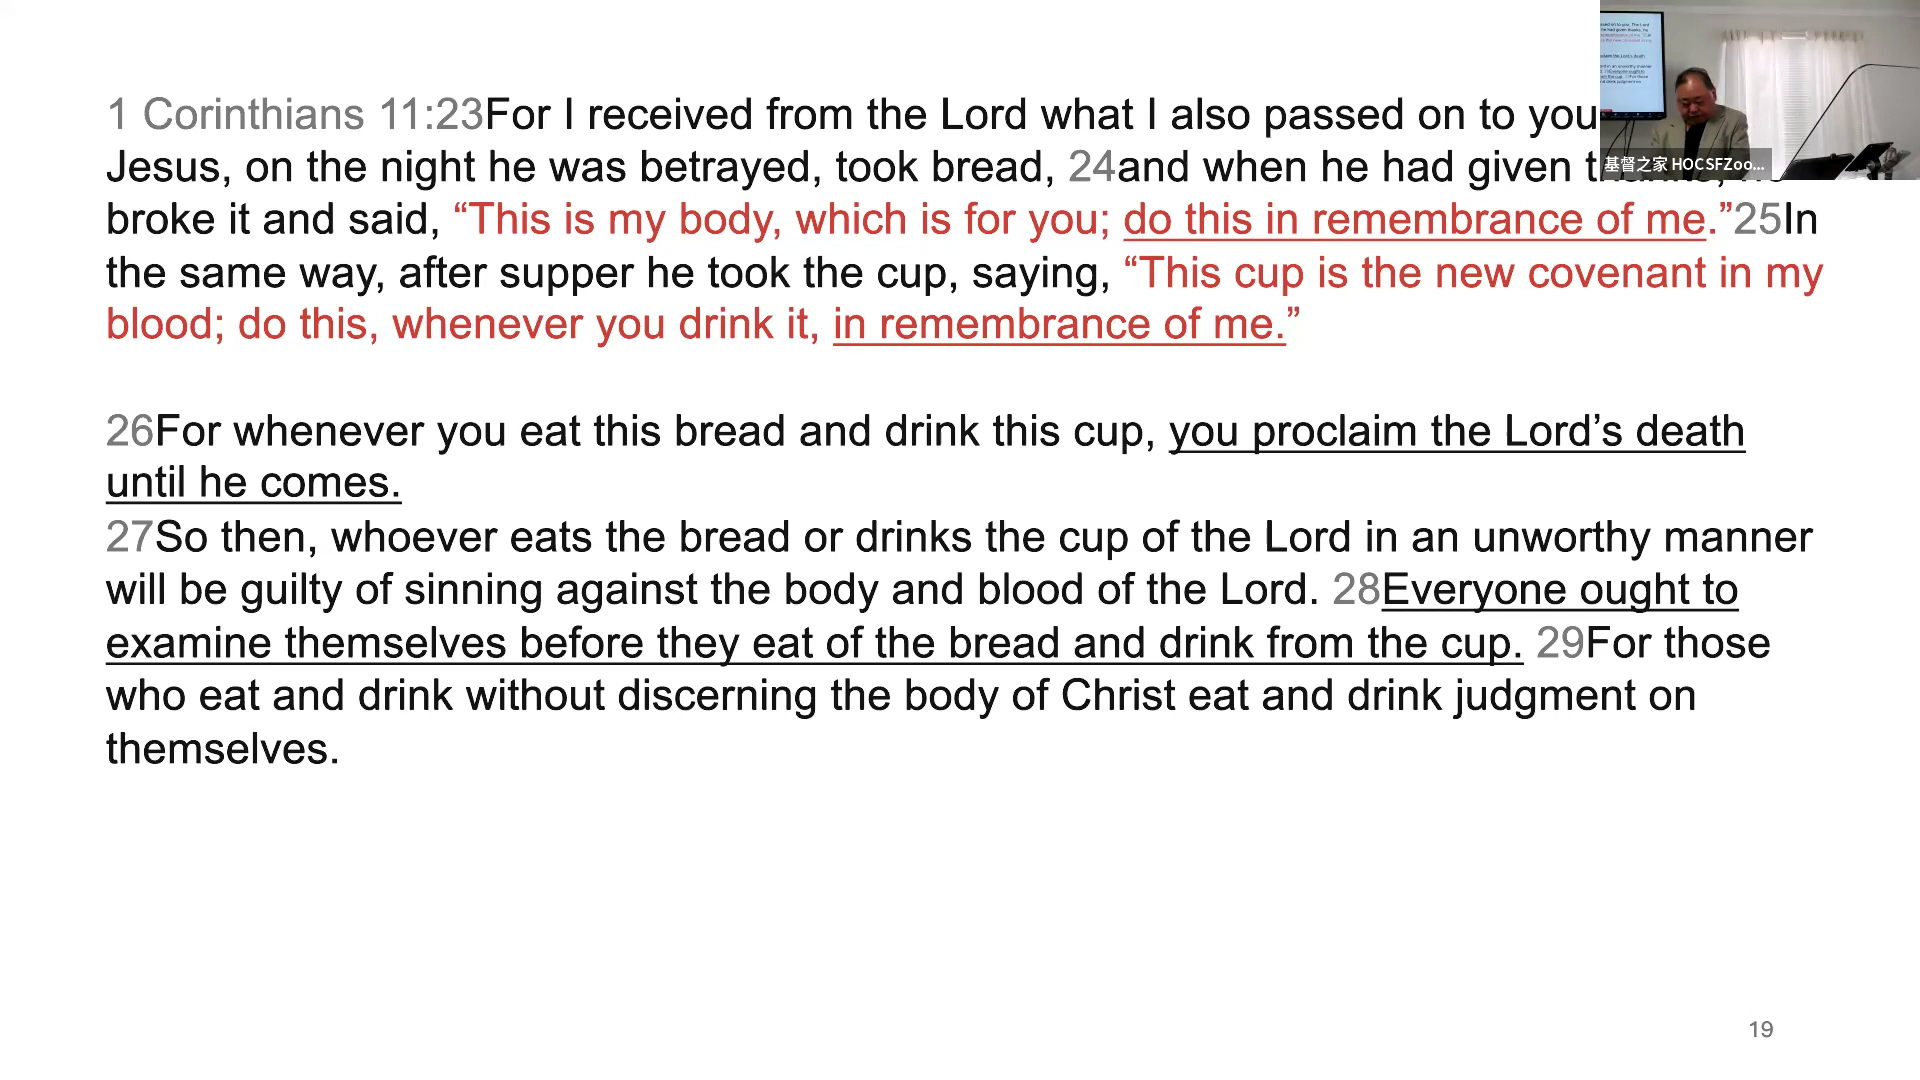 1 Corinthians 11:23For I received from the Lord what I also passed on to you
Jesus, on the night he was betrayed, took bread, 24and when he had given
broke it and said, “This is my body, which is for you; do this in remembrance of me.”25In
the same way, after supper he took the cup, saying, “This cup is the new covenant in my
blood; do this, whenever you drink it, in remembrance of me.”
26For whenever you eat this bread and drink this cup, you proclaim the Lord’s death
until he comes.
27So then, whoever eats the bread or drinks the cup of the Lord in an unworthy manner
will be guilty of sinning against the body and blood of the Lord. 28Everyone ought to
examine themselves before they eat of the bread and drink from the cup. 29For those
who eat and drink without discerning the body of Christ eat and drink judgment on
themselves.
基督之家 HOCSFZoo...
19